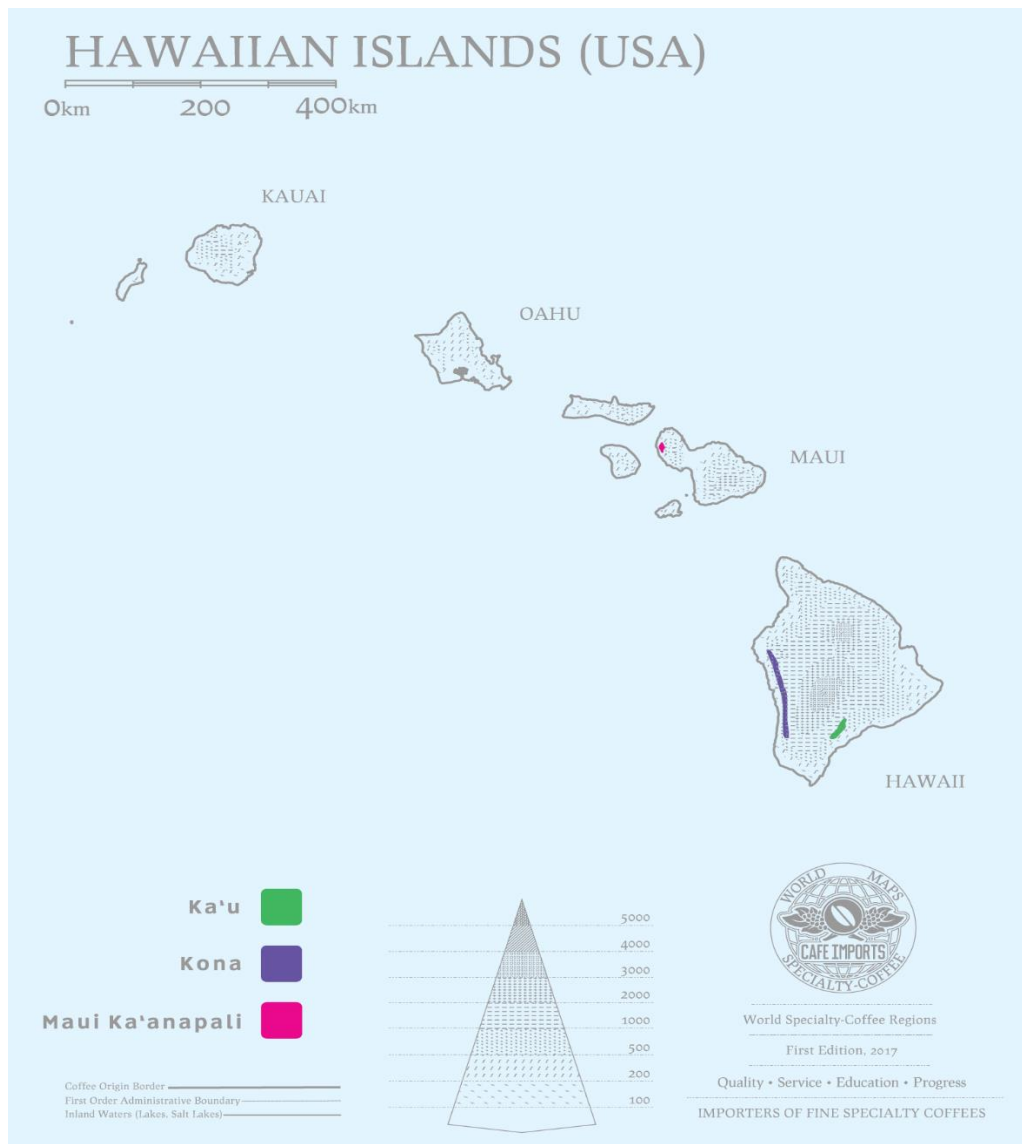 HAWAIIAN ISLANDS (USA)
0km 200 400km
KAUAI
OAHU
MAUI
HAWAII
Ka'u
Kona
Maui Ka'anapali
Coffee Origin Border
First Order Administrative Boundary
Inland Waters (Lakes, Salt Lakes)
5000
4000
3000
2000
1000
500
200
100
WORLD MAPS
CAFE IMPORTS
SPECIALTY-COFFEE
World Specialty-Coffee Regions
First Edition, 2017
Quality • Service • Education • Progress
IMPORTERS OF FINE SPECIALTY COFFEES